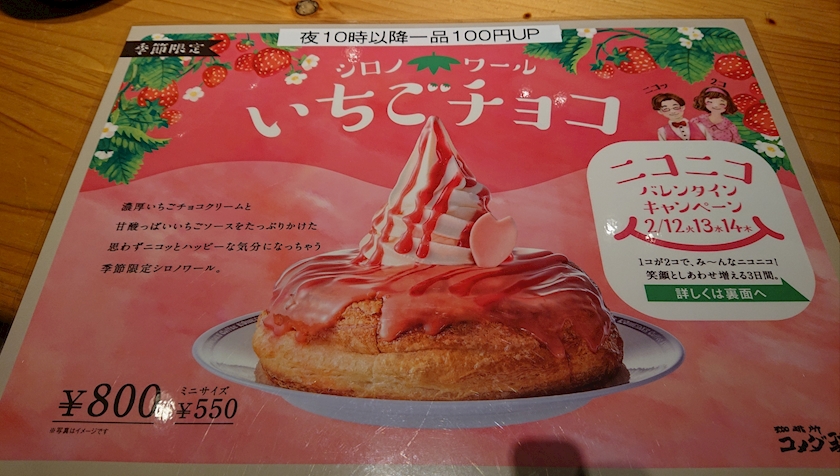 夜10時以降一品100円UP
季節限定
シロノワール
いちごチョコ
ニコッ
クコ
ニコニコ
バレンタイン
キャンペーン
2/12火13水14木
1コが2コで、み〜んなニコニコ!
笑顔としあわせ増える3日間。
詳しくは裏面へ
濃厚いちごチョコクリームと
甘酸っぱいいちごソースをたっぷりかけた
思わずニコッとハッピーな気分になっちゃう
季節限定シロノワール。
¥800
ミニサイズ
¥550
※写真はイメージです
珈琲所
コメダ